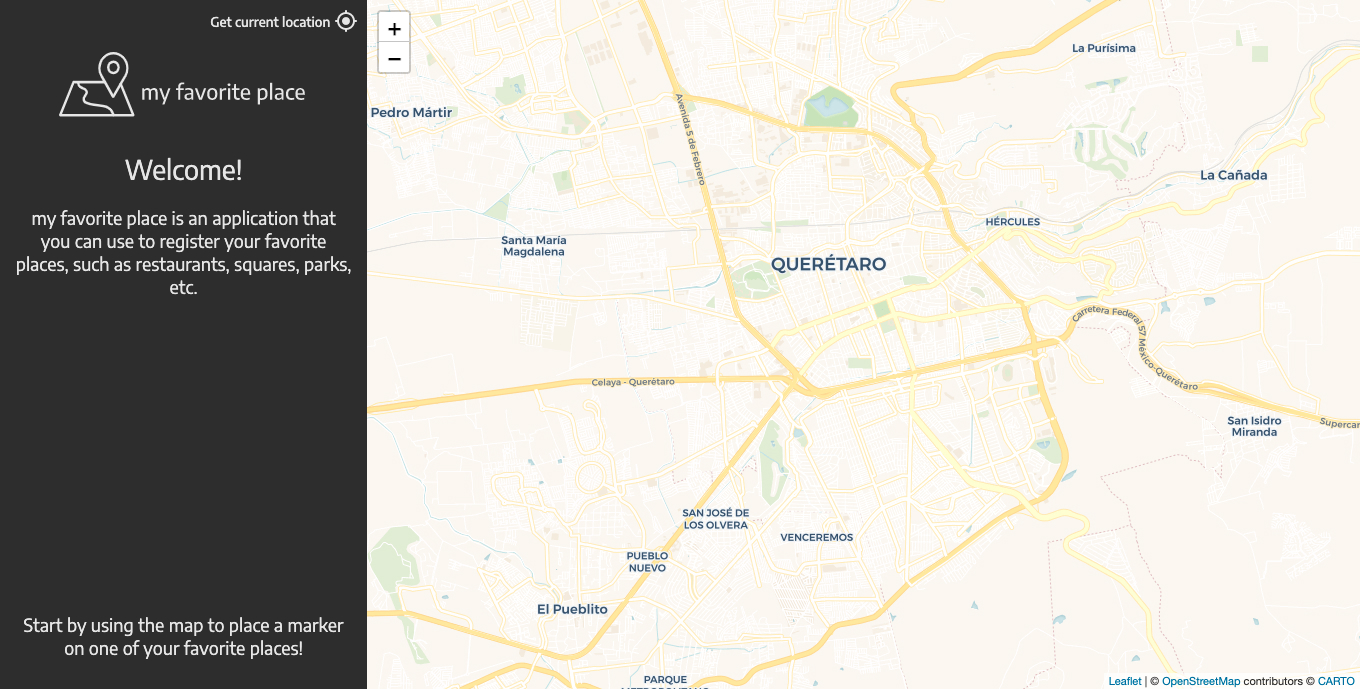 Get current location
my favorite place
Welcome!
my favorite place is an application that
you can use to register your favorite
places, such as restaurants, squares, parks,
etc.
Start by using the map to place a marker
on one of your favorite places!
+
−
La Purísima
Pedro Mártir
Avenida 5 de Febrero
La Cañada
HÉRCULES
Santa María
Magdalena
QUERÉTARO
Carretera Federal 57 México-Querétaro
Celaya - Querétaro
San Isidro
Miranda
Supercar
SAN JOSÉ DE
LOS OLVERA
VENCEREMOS
PUEBLO
NUEVO
El Pueblito
PARQUE
METROPOLITANO
Leaflet | © OpenStreetMap contributors © CARTO